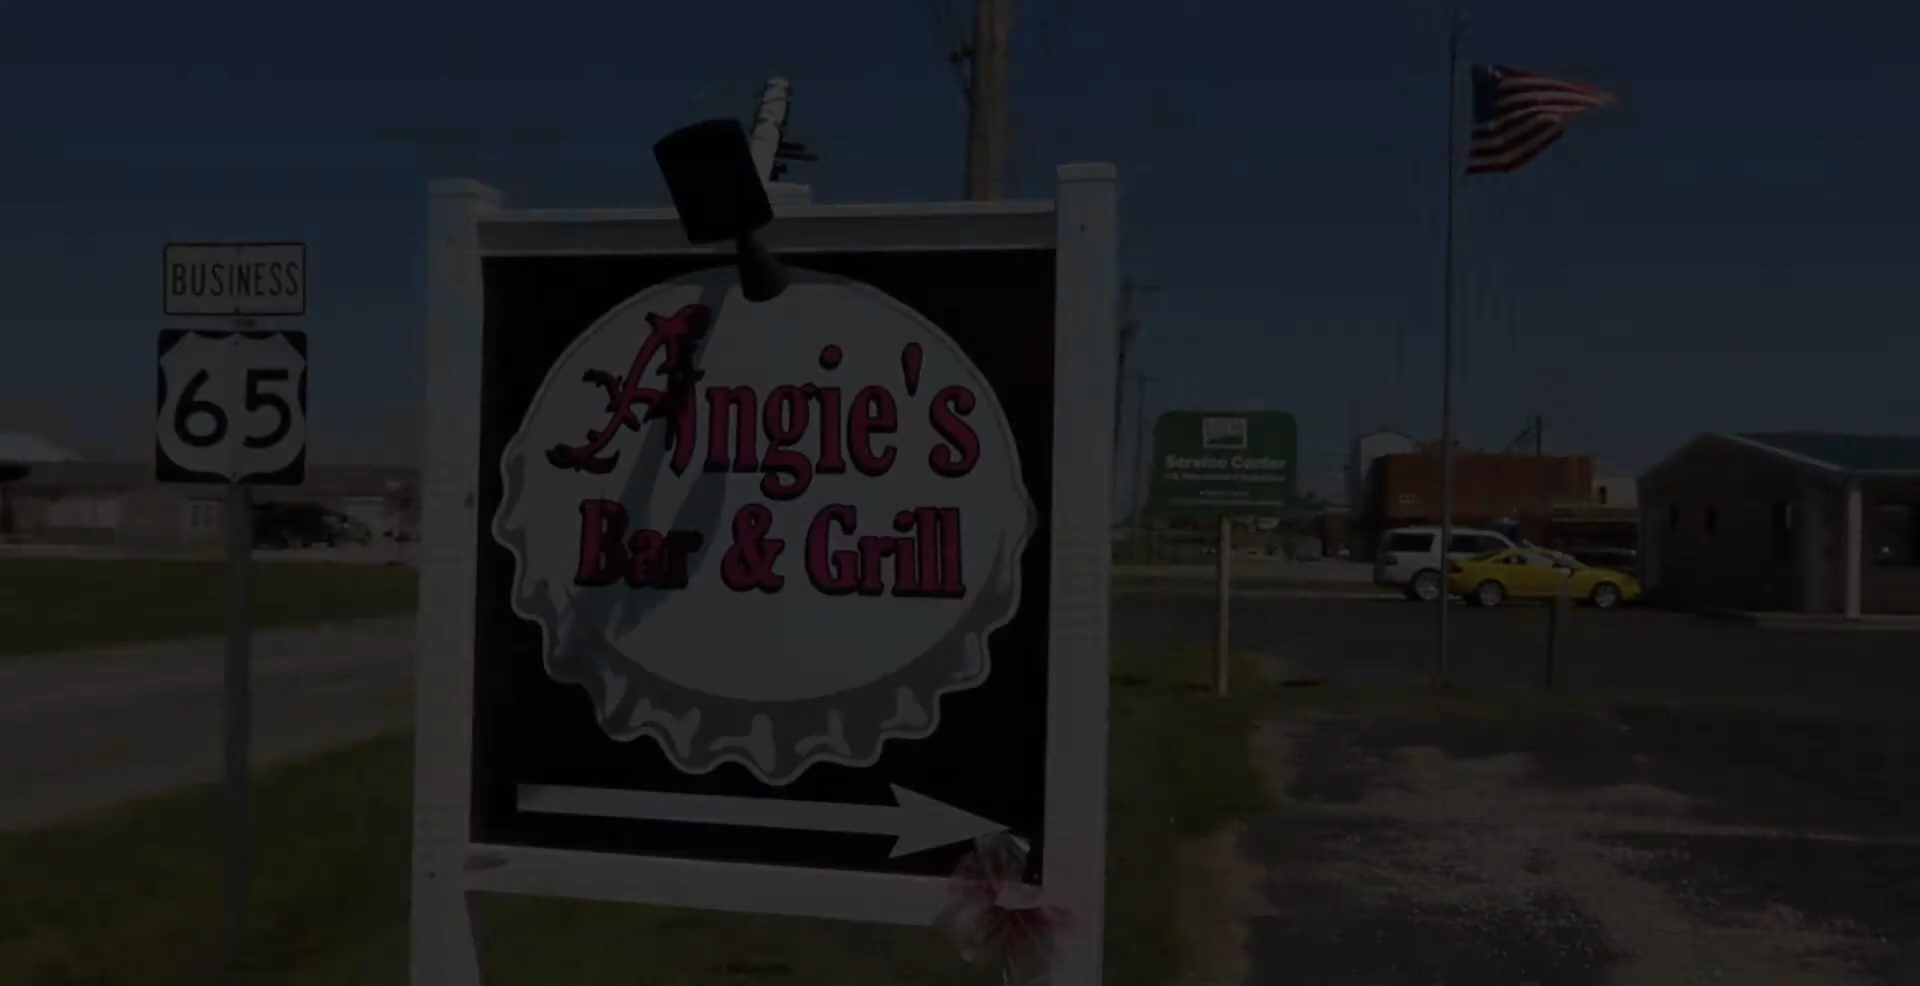 BUSINESS
65
Angie's
Bar & Grill
Service Center